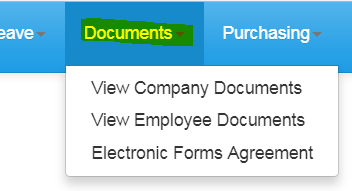 eave Documents Purchasing
View Company Documents
View Employee Documents
Electronic Forms Agreement